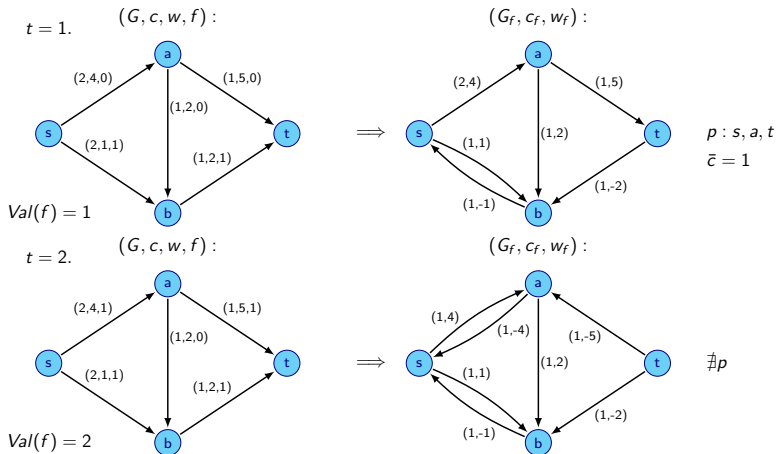 t = 1.
(G, c, w, f) :
(G_f, c_f, w_f) :
a
a
(2,4,0)
(1,5,0)
(2,4)
(1,5)
s
(1,2,0)
t
⟹
s
(1,1)
(1,2)
t
p : s, a, t
(2,1,1)
(1,2,1)
c̄ = 1
(1,-1)
(1,-2)
Val(f) = 1
b
b
t = 2.
(G, c, w, f) :
(G_f, c_f, w_f) :
a
a
(2,4,1)
(1,5,1)
(1,4)
(1,-4)
(1,-5)
s
(1,2,0)
t
⟹
s
(1,1)
(1,2)
t
∄p
(2,1,1)
(1,2,1)
(1,-1)
(1,-2)
Val(f) = 2
b
b